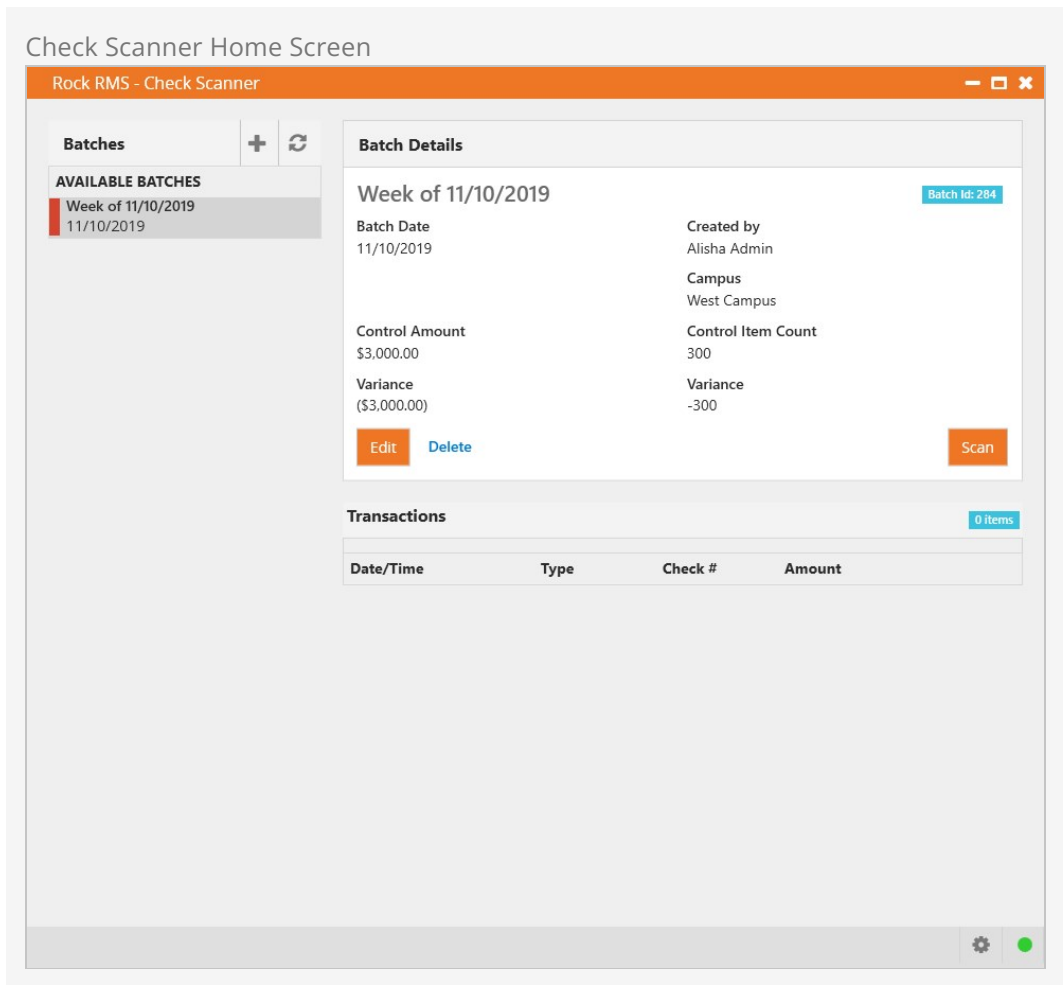 Check Scanner Home Screen
Rock RMS - Check Scanner
Batches
AVAILABLE BATCHES
Week of 11/10/2019
11/10/2019
Batch Details
Week of 11/10/2019 Batch Id: 284
Batch Date Created by
11/10/2019 Alisha Admin
Campus
West Campus
Control Amount Control Item Count
$3,000.00 300
Variance Variance
($3,000.00) -300
Edit Delete Scan
Transactions 0 items
Date/Time Type Check # Amount